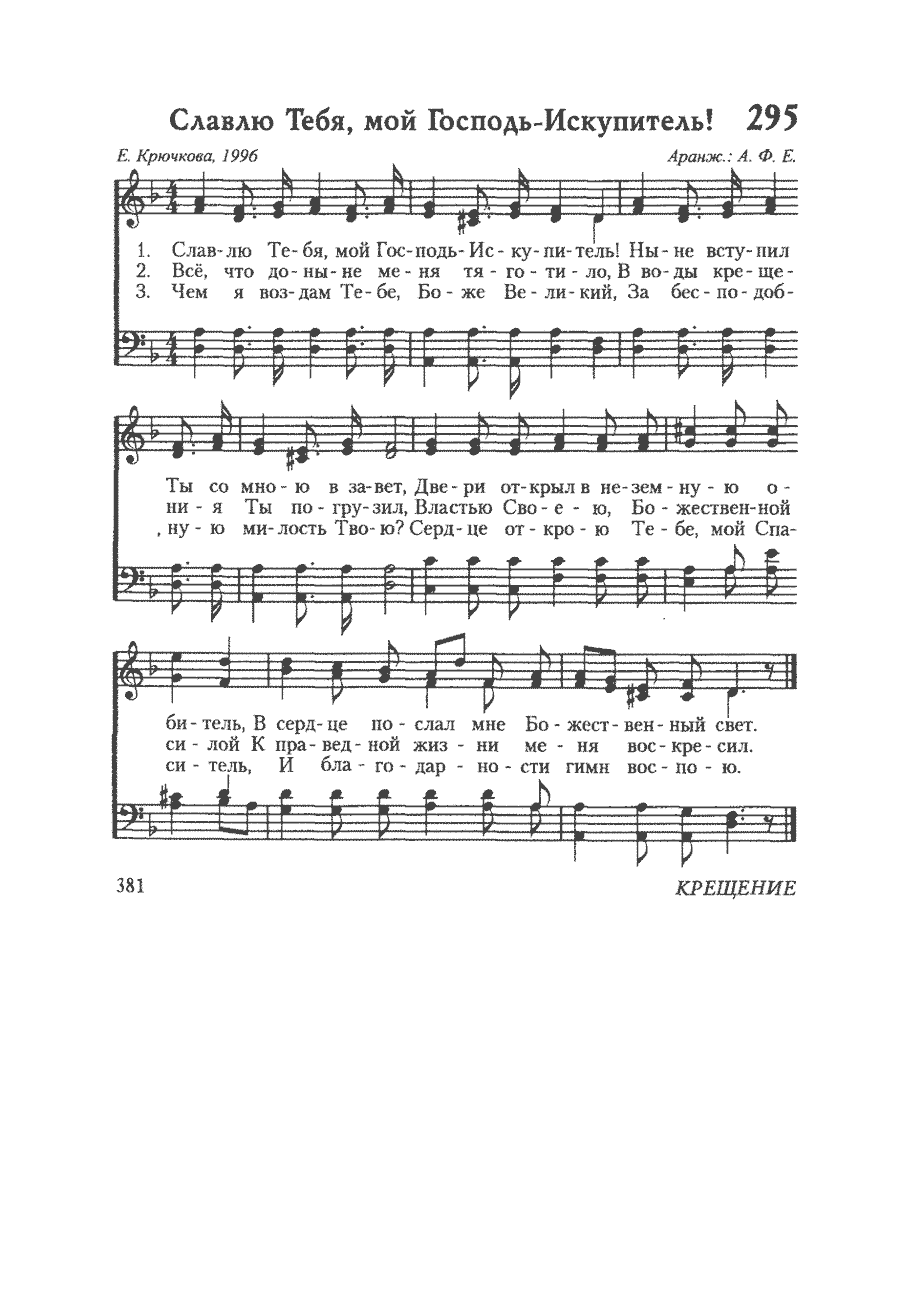 Славлю Тебя, мой Господь-Искупитель! 295
Е. Крючкова, 1996 Аранж.: А. Ф. Е.
1. Слав-лю Те-бя, мой Гос-подь-Ис-ку-пи-тель! Ны-не всту-пил
2. Всё, что до-ны-не ме-ня тя-го-ти-ло, В во-ды кре-ще-
3. Чем я воз-дам Те-бе, Бо-же Ве-ли-кий, За бес-по-доб-
Ты со мно-ю в за-вет, Две-ри от-крыл в не-зем-ну-ю о-
ни-я Ты по-гру-зил, Властью Сво-е-ю, Бо-жествен-ной
,ну-ю ми-лость Тво-ю? Серд-це от-кро-ю Те-бе, мой Спа-
би-тель, В серд-це по-слал мне Бо-жест-вен-ный свет.
си-лой К пра-вед-ной жиз-ни ме-ня вос-кре-сил.
си-тель, И бла-го-дар-но-сти гимн вос-по-ю.
381 КРЕЩЕНИЕ